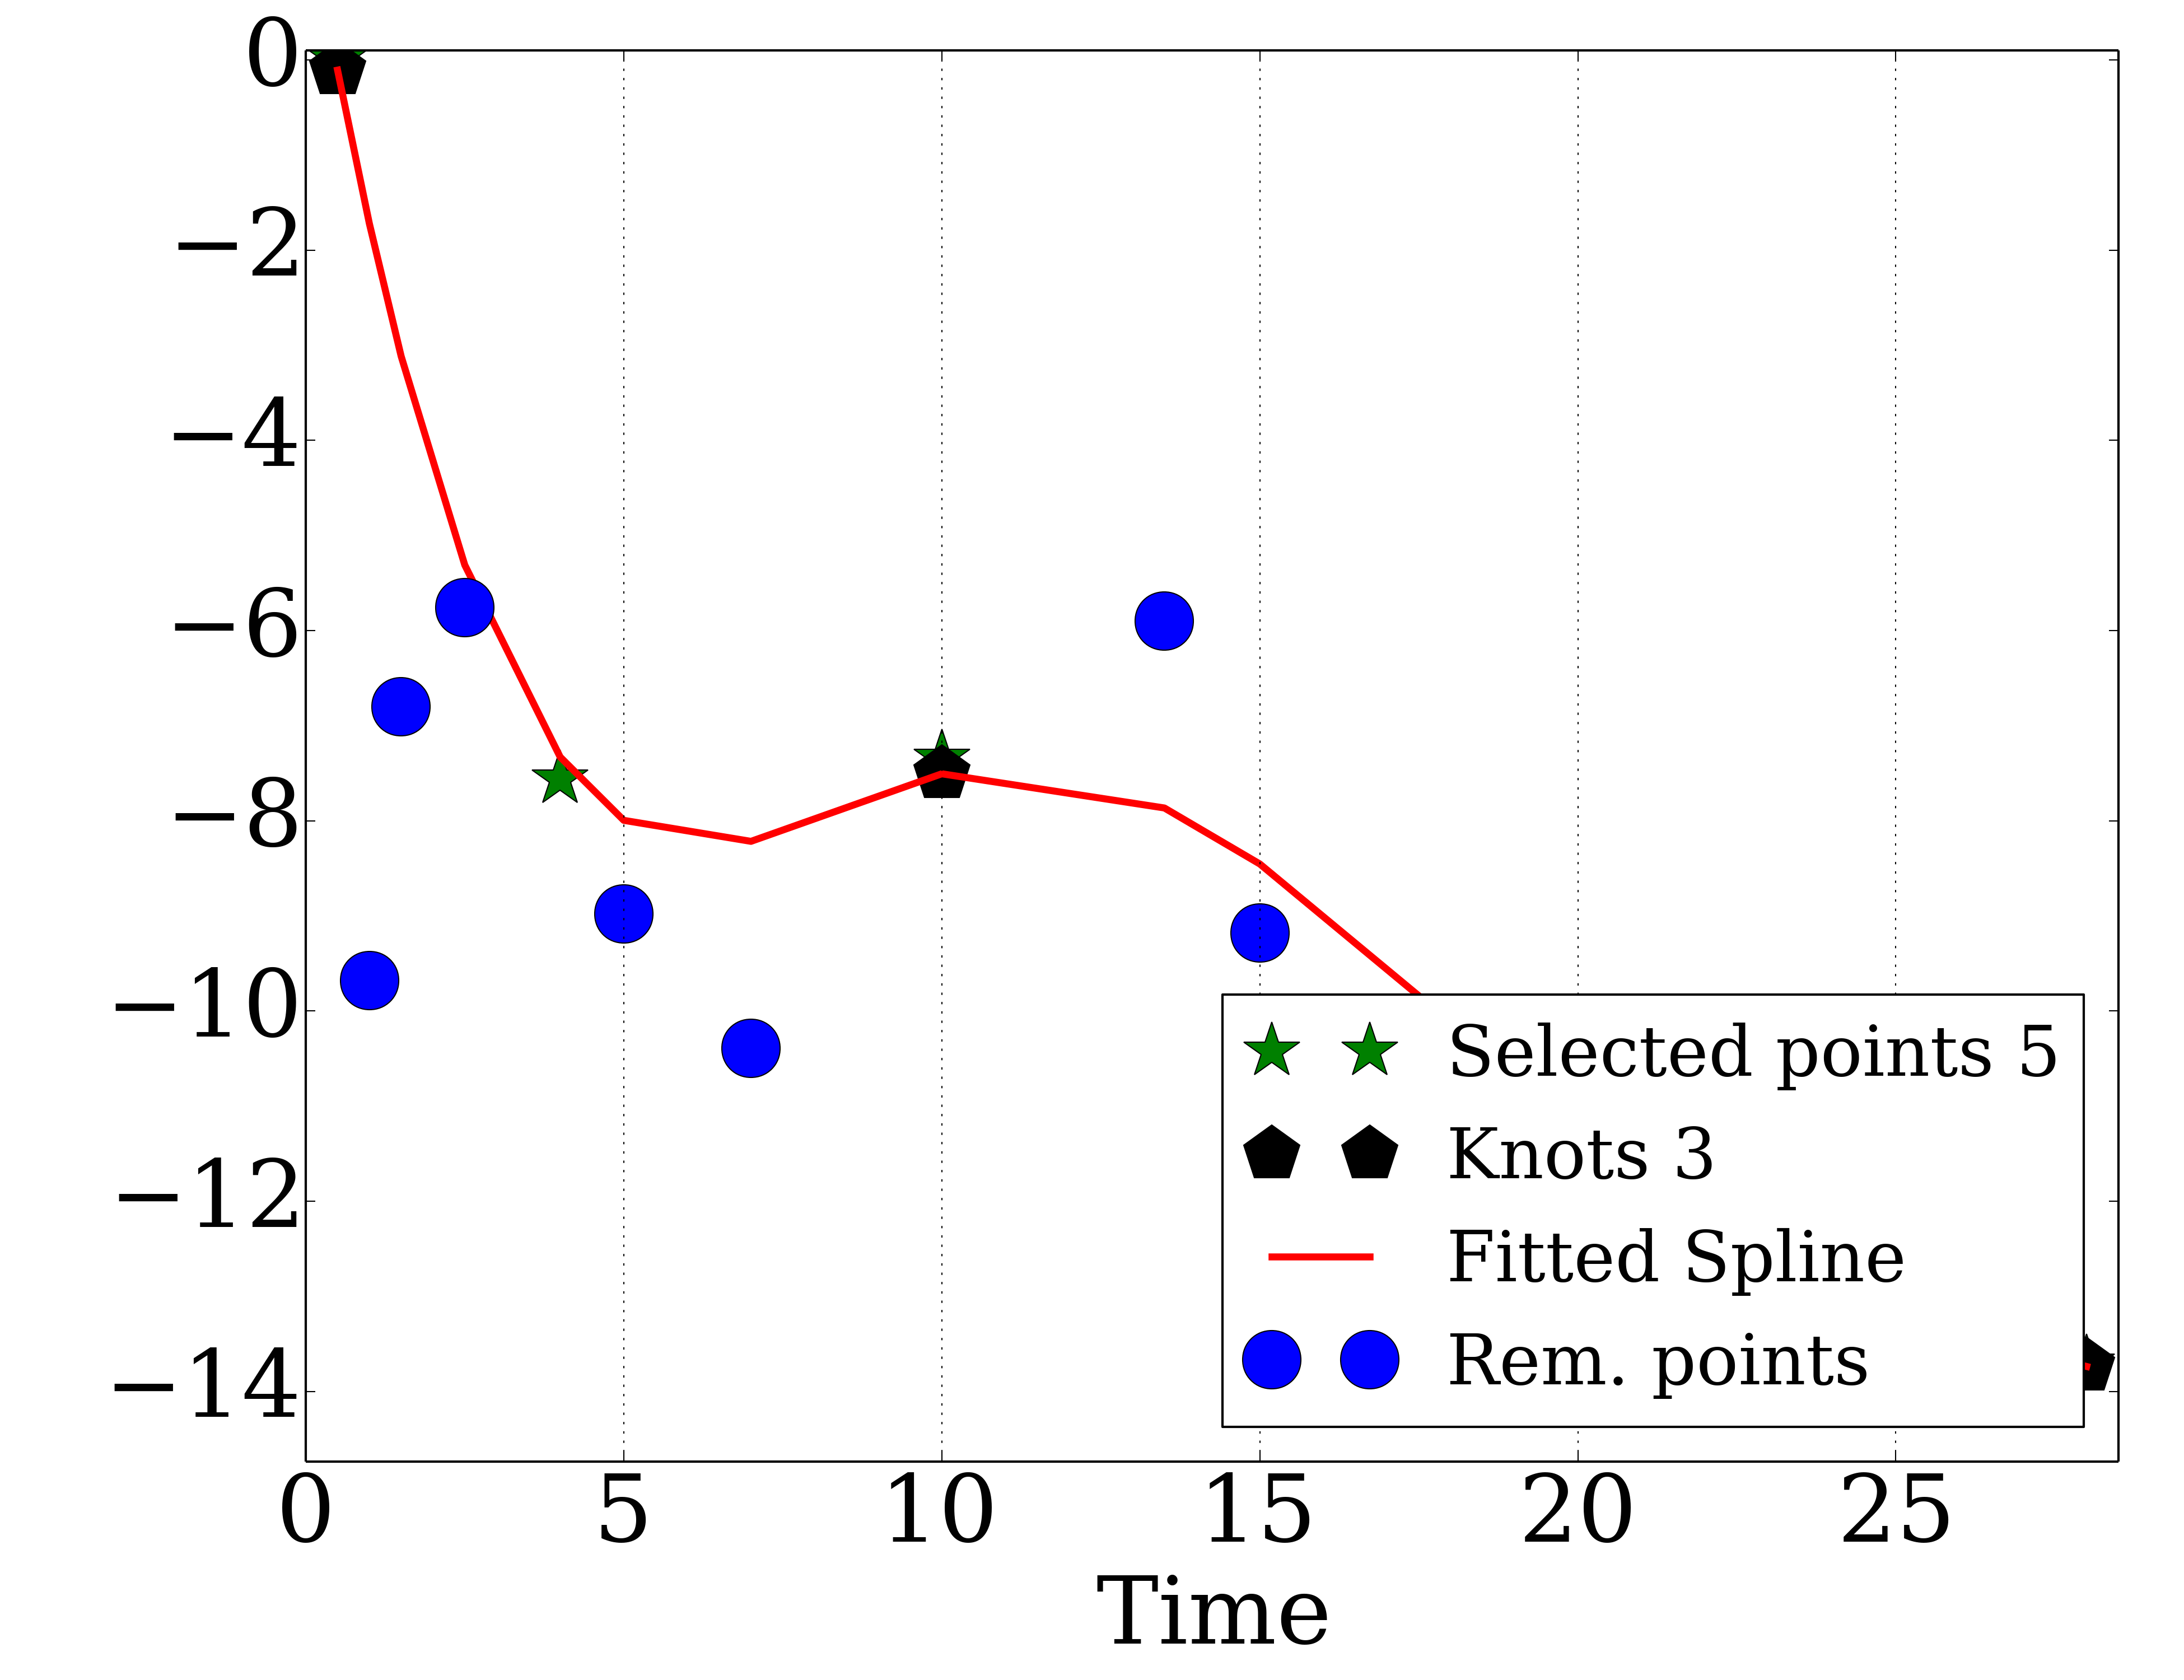 0
−2
−4
−6
−8
−10
−12
−14
Selected points 5
Knots 3
Fitted Spline
Rem. points
0 5 10 15 20 25
Time